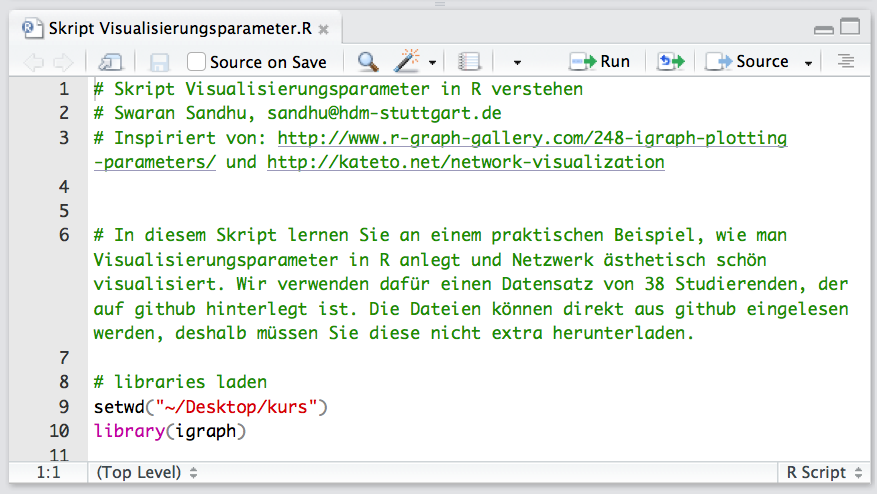 Skript Visualisierungsparameter.R
Source on Save
Run
Source
1 # Skript Visualisierungsparameter in R verstehen
2 # Swaran Sandhu, sandhu@hdm-stuttgart.de
3 # Inspiriert von: http://www.r-graph-gallery.com/248-igraph-plotting
-parameters/ und http://kateto.net/network-visualization
4
5
6 # In diesem Skript lernen Sie an einem praktischen Beispiel, wie man
Visualisierungsparameter in R anlegt und Netzwerk ästhetisch schön
visualisiert. Wir verwenden dafür einen Datensatz von 38 Studierenden, der
auf github hinterlegt ist. Die Dateien können direkt aus github eingelesen
werden, deshalb müssen Sie diese nicht extra herunterladen.
7
8 # libraries laden
9 setwd("~/Desktop/kurs")
10 library(igraph)
11
1:1 (Top Level) R Script